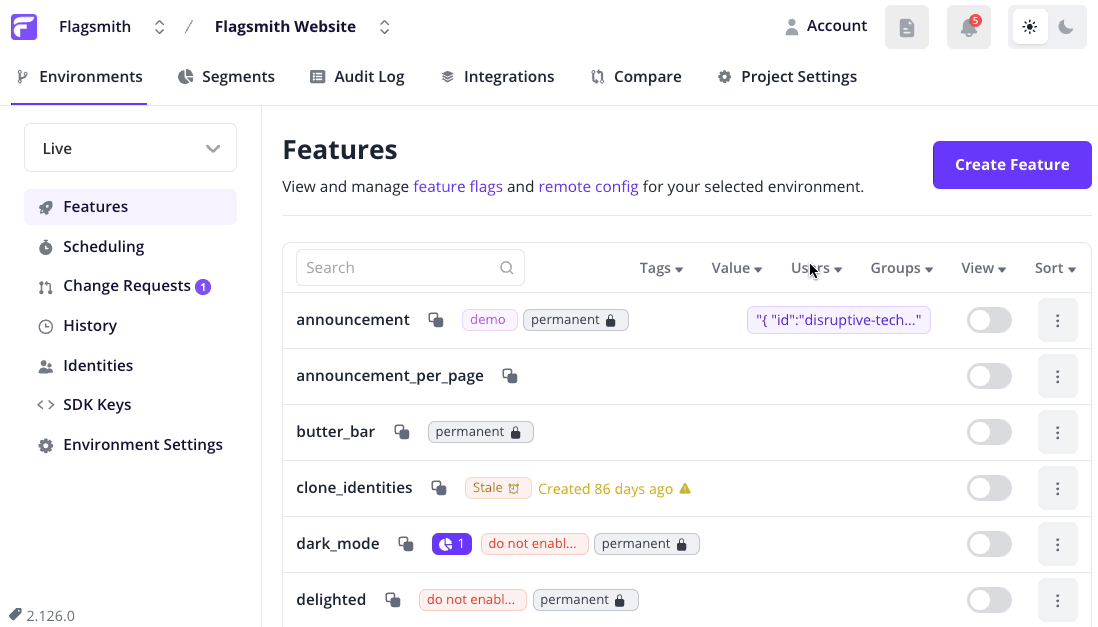 Flagsmith / Flagsmith Website Account 5
Environments Segments Audit Log Integrations Compare Project Settings
Live
Features
Scheduling
Change Requests 1
History
Identities
SDK Keys
Environment Settings
2.126.0
Features
View and manage feature flags and remote config for your selected environment.
Create Feature
Search Tags Value Users Groups View Sort
announcement demo permanent "{ "id":"disruptive-tech..."
announcement_per_page
butter_bar permanent
clone_identities Stale Created 86 days ago
dark_mode 1 do not enabl... permanent
delighted do not enabl... permanent